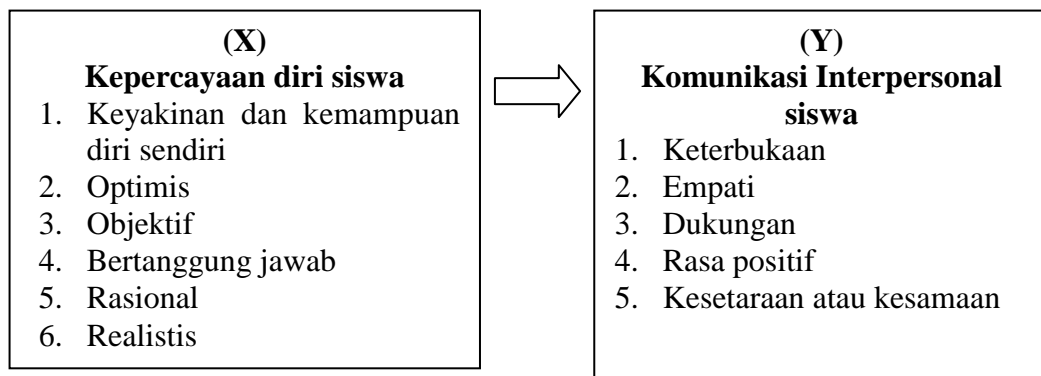 (X)
Kepercayaan diri siswa
1. Keyakinan dan kemampuan
diri sendiri
2. Optimis
3. Objektif
4. Bertanggung jawab
5. Rasional
6. Realistis
(Y)
Komunikasi Interpersonal
siswa
1. Keterbukaan
2. Empati
3. Dukungan
4. Rasa positif
5. Kesetaraan atau kesamaan